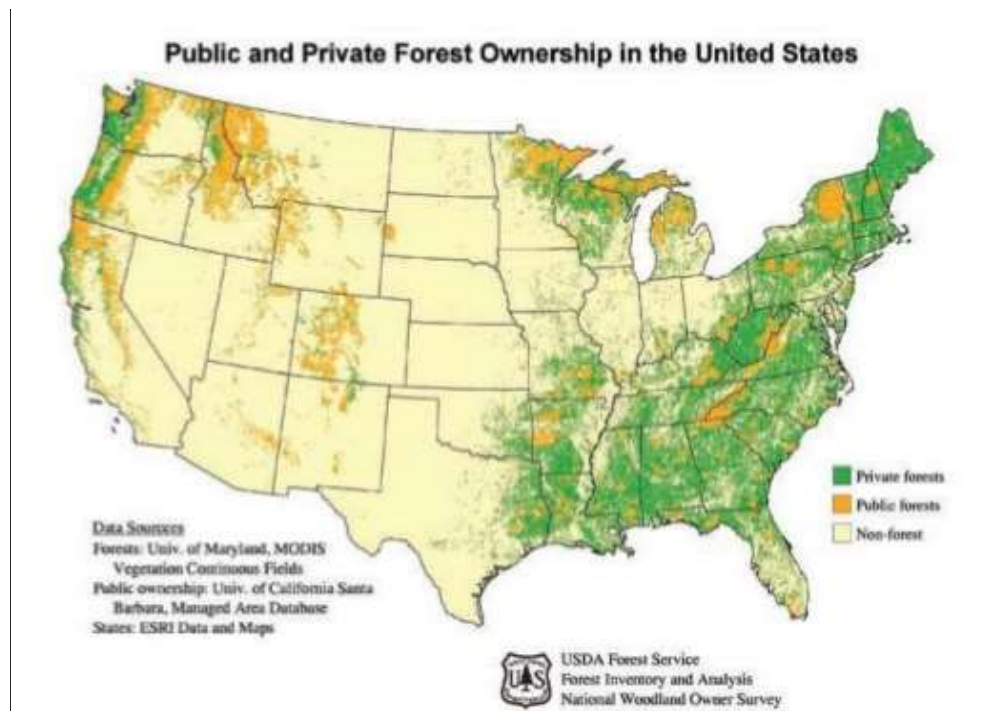 Public and Private Forest Ownership in the United States
Private forests
Public forests
Non-forest
Data Sources
Forests: Univ. of Maryland, MODIS
Vegetation Continuous Fields
Public ownership: Univ. of California Santa
Barbara, Managed Area Database
States: ESRI Data and Maps
US
USDA Forest Service
Forest Inventory and Analysis
National Woodland Owner Survey